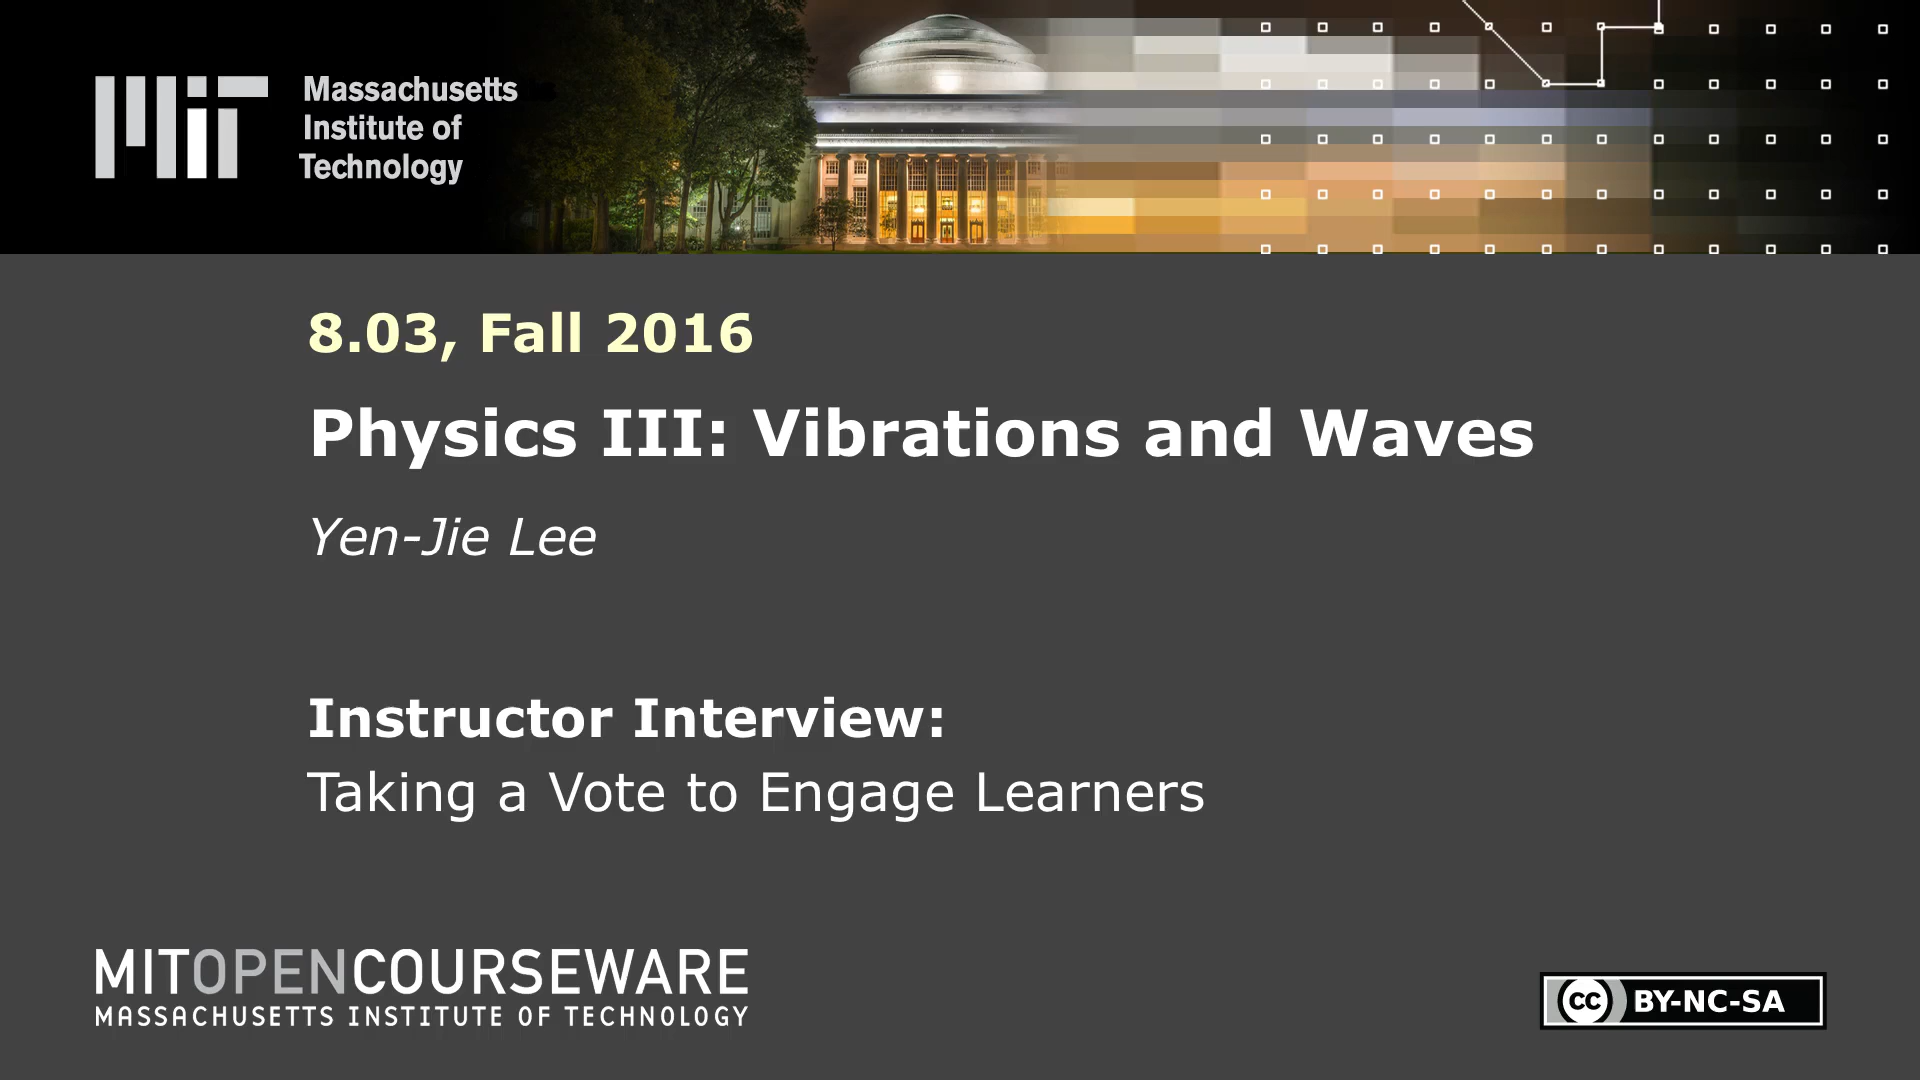 MIT
Massachusetts
Institute of
Technology
8.03, Fall 2016
Physics III: Vibrations and Waves
Yen-Jie Lee
Instructor Interview:
Taking a Vote to Engage Learners
MITOPENCOURSEWARE
MASSACHUSETTS INSTITUTE OF TECHNOLOGY
cc BY-NC-SA